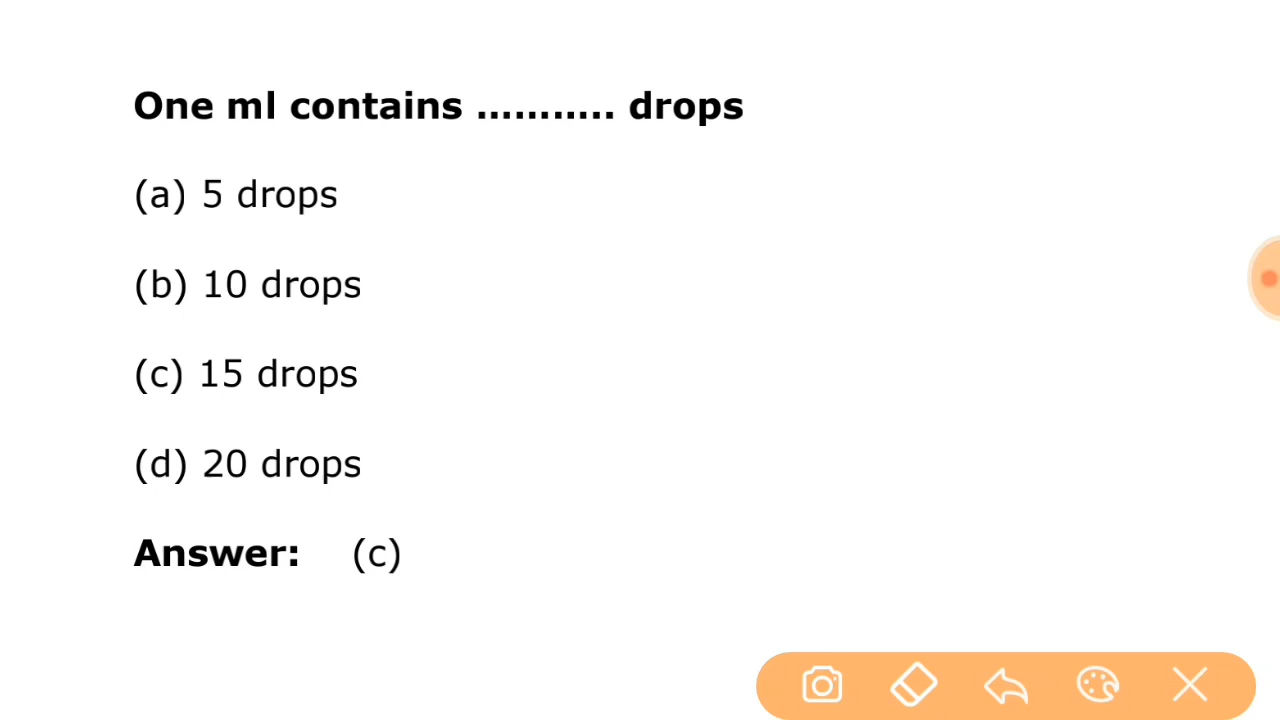 One ml contains ........... drops
(a) 5 drops
(b) 10 drops
(c) 15 drops
(d) 20 drops
Answer: (c)